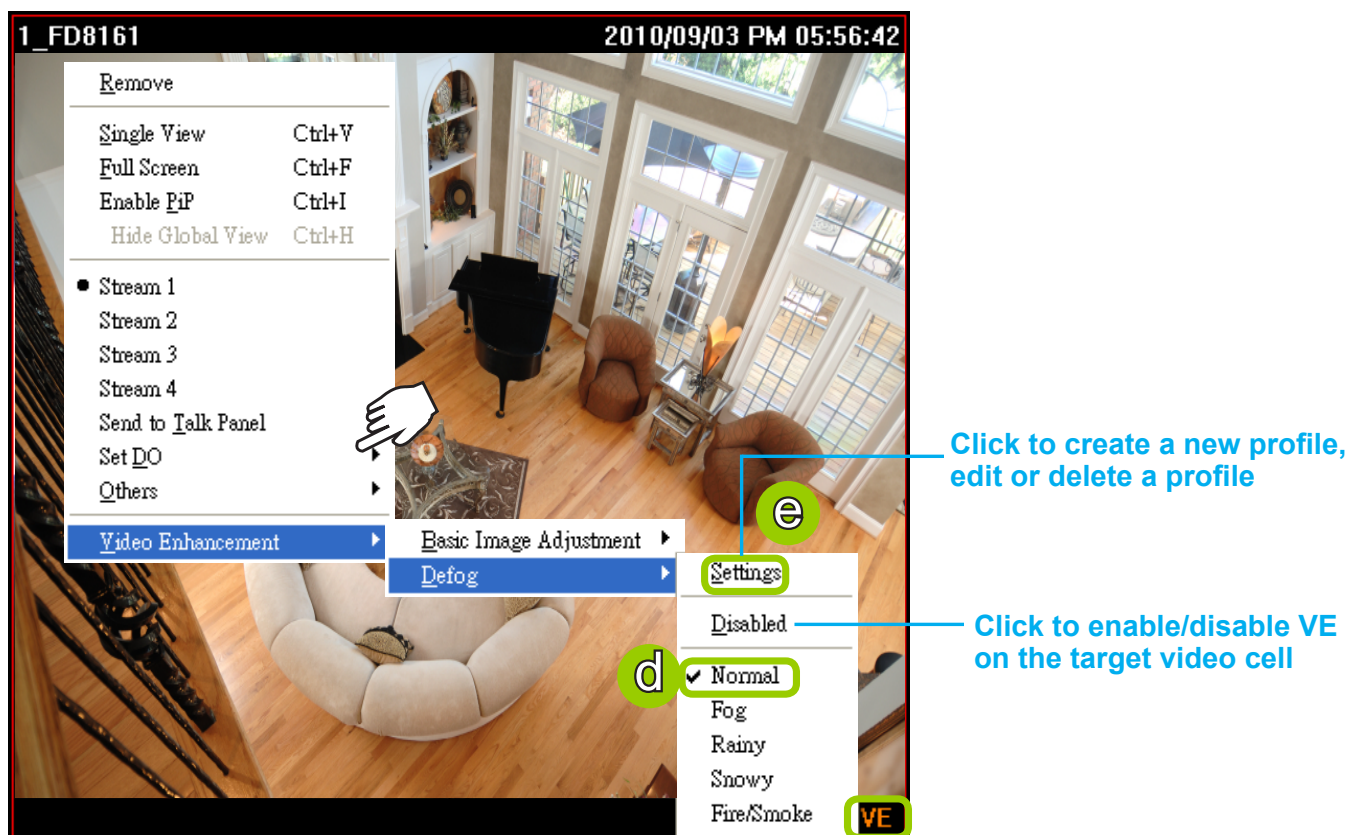 1_FD8161 2010/09/03 PM 05:56:42
Remove
Single View Ctrl+V
Full Screen Ctrl+F
Enable PiP Ctrl+I
Hide Global View Ctrl+H
Stream 1
Stream 2
Stream 3
Stream 4
Send to Talk Panel
Set DO
Others
Video Enhancement
Basic Image Adjustment
Defog
e
Settings
Disabled
d
Normal
Fog
Rainy
Snowy
Fire/Smoke
VE
Click to create a new profile,
edit or delete a profile
Click to enable/disable VE
on the target video cell